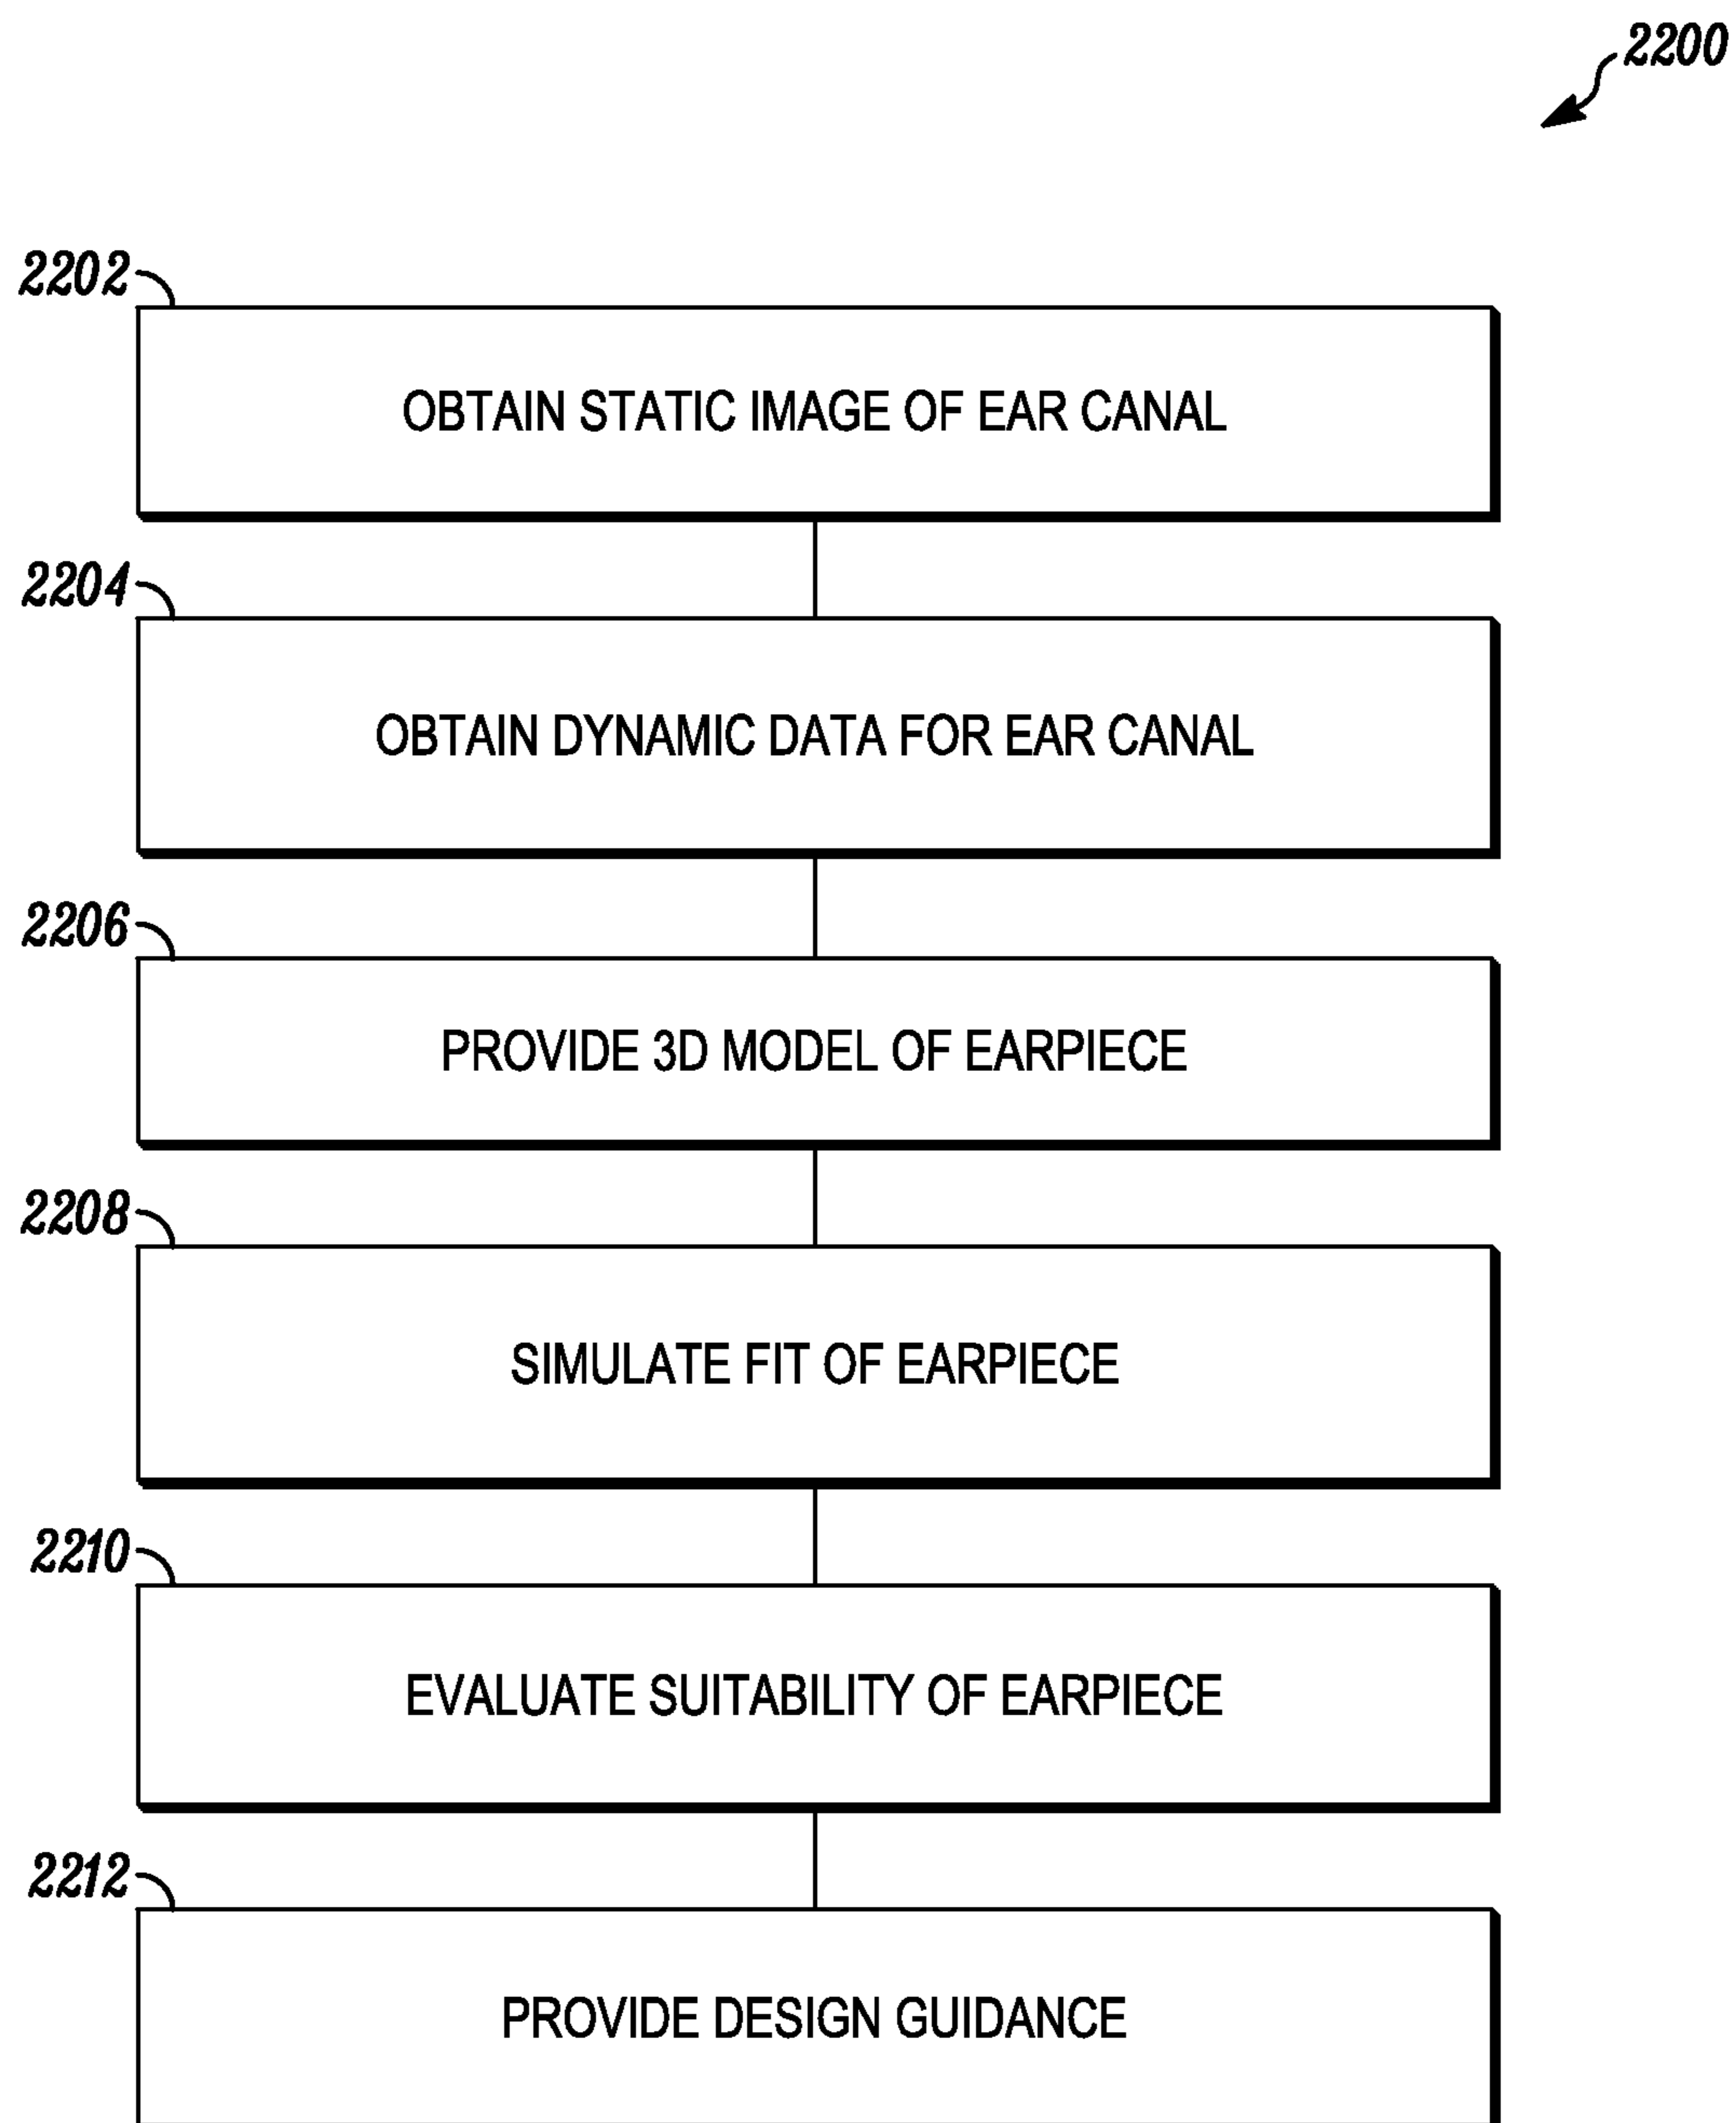 2200
2202
OBTAIN STATIC IMAGE OF EAR CANAL
2204
OBTAIN DYNAMIC DATA FOR EAR CANAL
2206
PROVIDE 3D MODEL OF EARPIECE
2208
SIMULATE FIT OF EARPIECE
2210
EVALUATE SUITABILITY OF EARPIECE
2212
PROVIDE DESIGN GUIDANCE